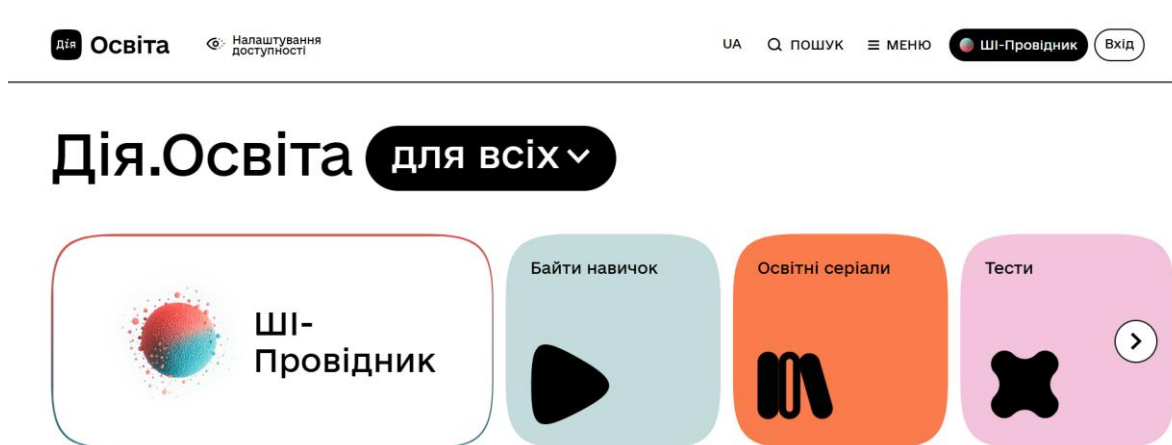 Дія Освіта
Налаштування
доступності
UA
ПОШУК
МЕНЮ
ШІ-Провідник
Вхід
Дія.Освіта для всіх
ШІ-
Провідник
Байти навичок
Освітні серіали
Тести